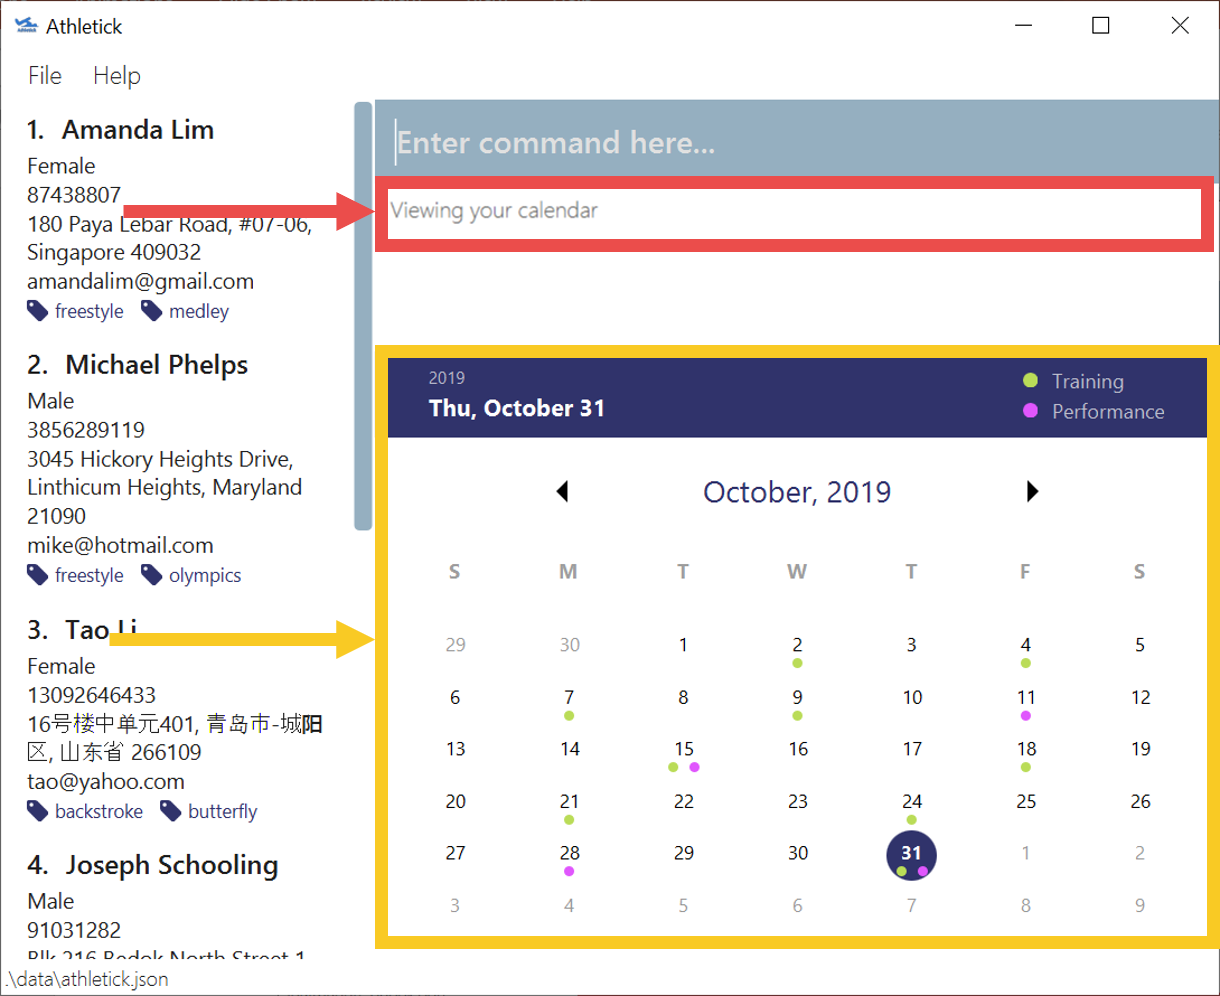 Athletick
File Help
1. Amanda Lim
Female
87438807
180 Paya Lebar Road, #07-06,
Singapore 409032
amandalim@gmail.com
freestyle medley
2. Michael Phelps
Male
3856289119
3045 Hickory Heights Drive,
Linthicum Heights, Maryland
21090
mike@hotmail.com
freestyle olympics
3. Tao Li
Female
13092646433
16号楼中单元401, 青岛市-城阳
区, 山东省 266109
tao@yahoo.com
backstroke butterfly
4. Joseph Schooling
Male
91031282
Blk 216 Bedok North Street 1
.\data\athletick.json
Enter command here...
Viewing your calendar
2019
Thu, October 31
Training
Performance
October, 2019
S M T W T F S
29 30 1 2 3 4 5
6 7 8 9 10 11 12
13 14 15 16 17 18 19
20 21 22 23 24 25 26
27 28 29 30 31 1 2
3 4 5 6 7 8 9